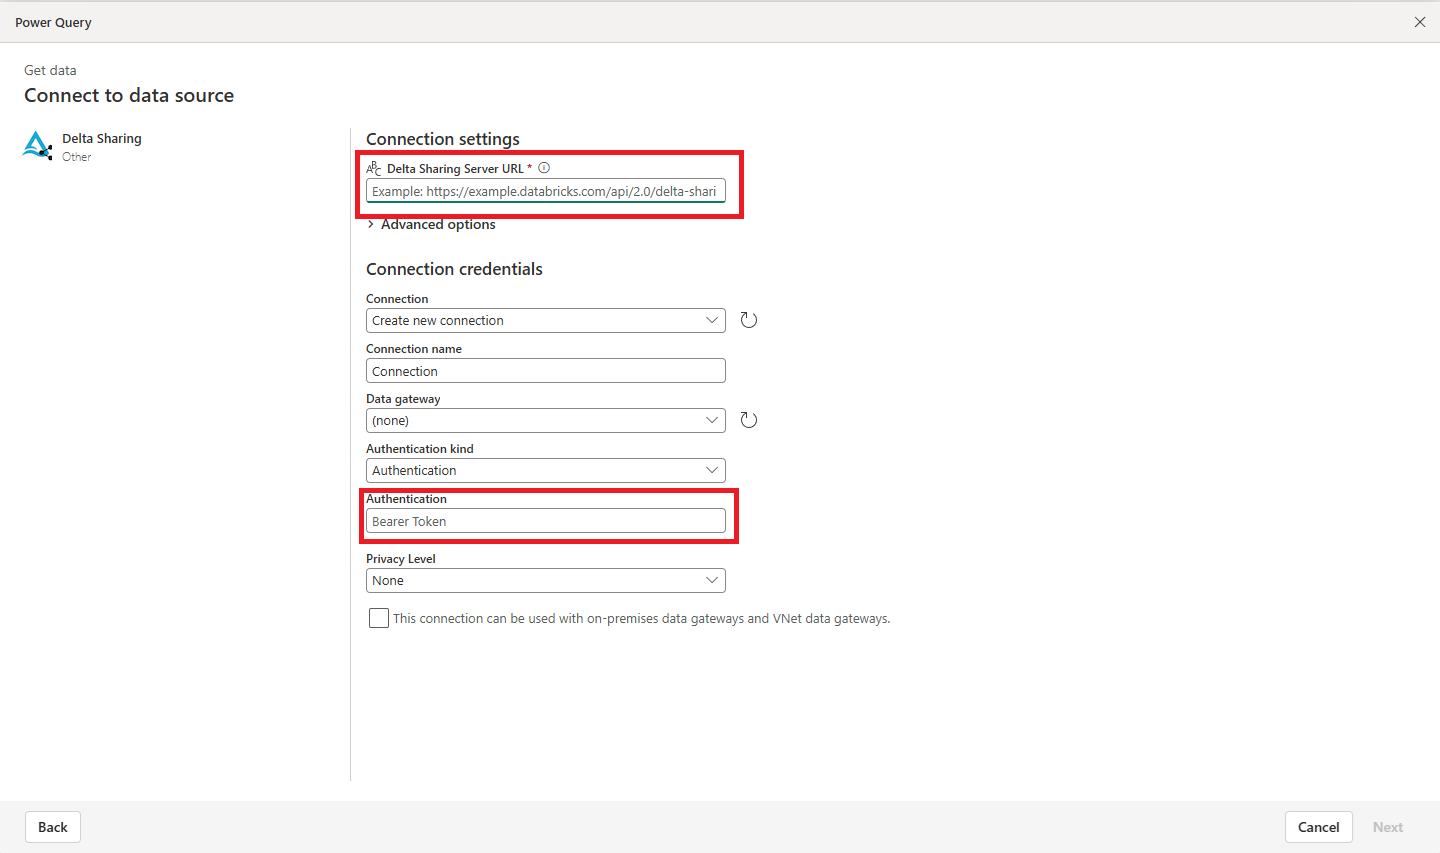 Power Query
Get data
Connect to data source
Delta Sharing
Other
Connection settings
ABC Delta Sharing Server URL *
Example: https://example.databricks.com/api/2.0/delta-shari
Advanced options
Connection credentials
Connection
Create new connection
Connection name
Connection
Data gateway
(none)
Authentication kind
Authentication
Authentication
Bearer Token
Privacy Level
None
This connection can be used with on-premises data gateways and VNet data gateways.
Back
Cancel
Next